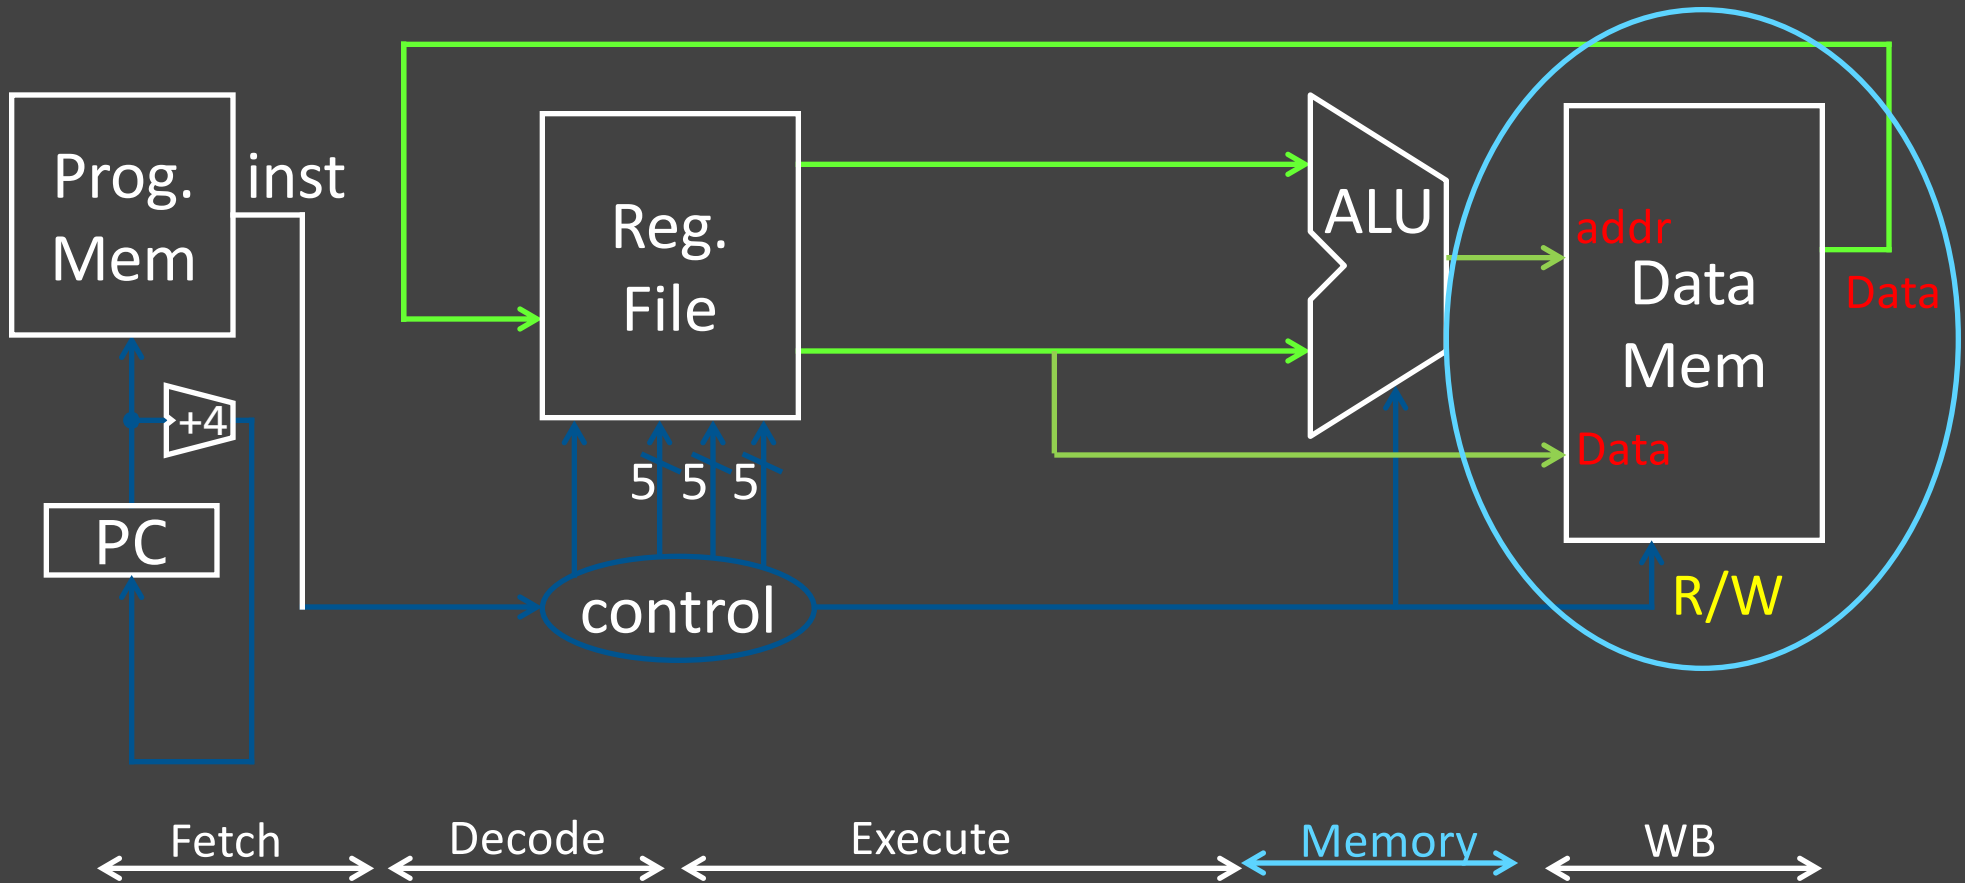 Prog.
Mem
inst
Reg.
File
ALU
addr
Data
Mem
Data
Data
+4
5 5 5
PC
control
R/W
Fetch
Decode
Execute
Memory
WB